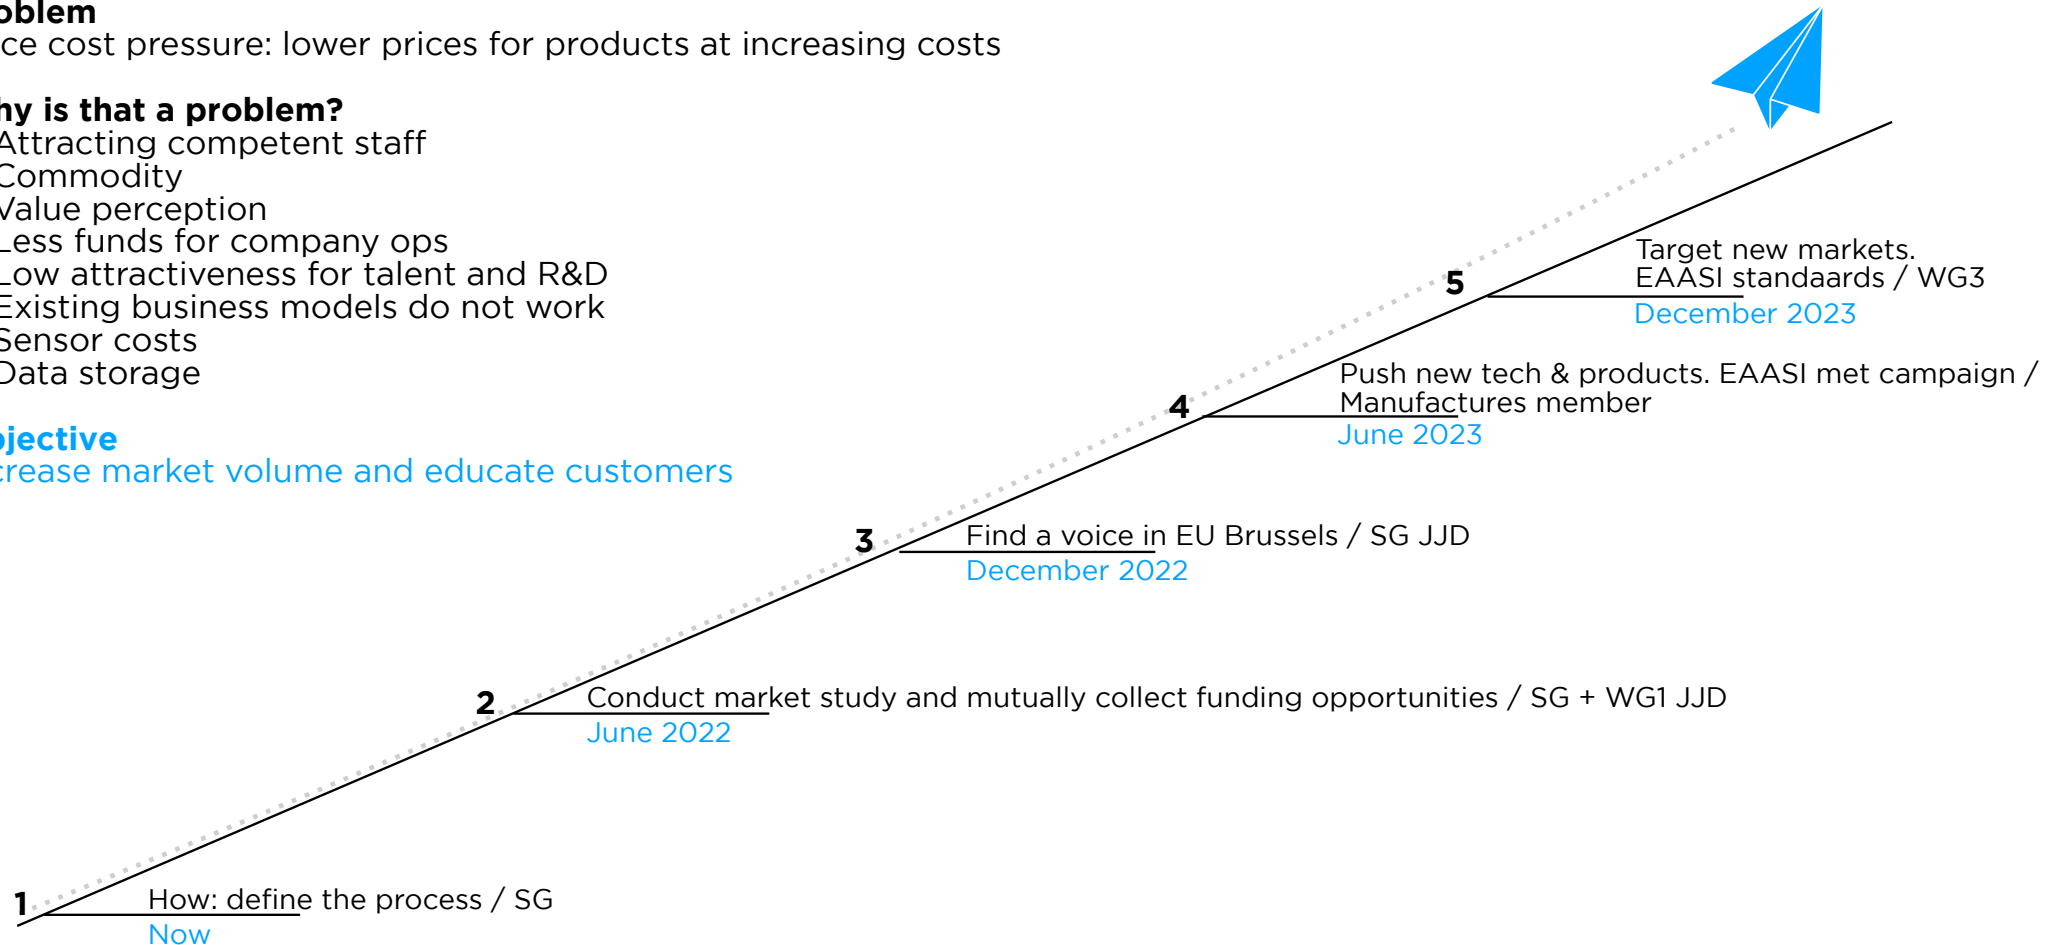 oblem
ce cost pressure: lower prices for products at increasing costs
hy is that a problem?
Attracting competent staff
Commodity
Value perception
Less funds for company ops
Low attractiveness for talent and R&D
Existing business models do not work
Sensor costs
Data storage
jective
crease market volume and educate customers
5
Target new markets.
EAASI standaards / WG3
December 2023
4
Push new tech & products. EAASI met campaign /
Manufactures member
June 2023
3
Find a voice in EU Brussels / SG JJD
December 2022
2
Conduct market study and mutually collect funding opportunities / SG + WG1 JJD
June 2022
1
How: define the process / SG
Now